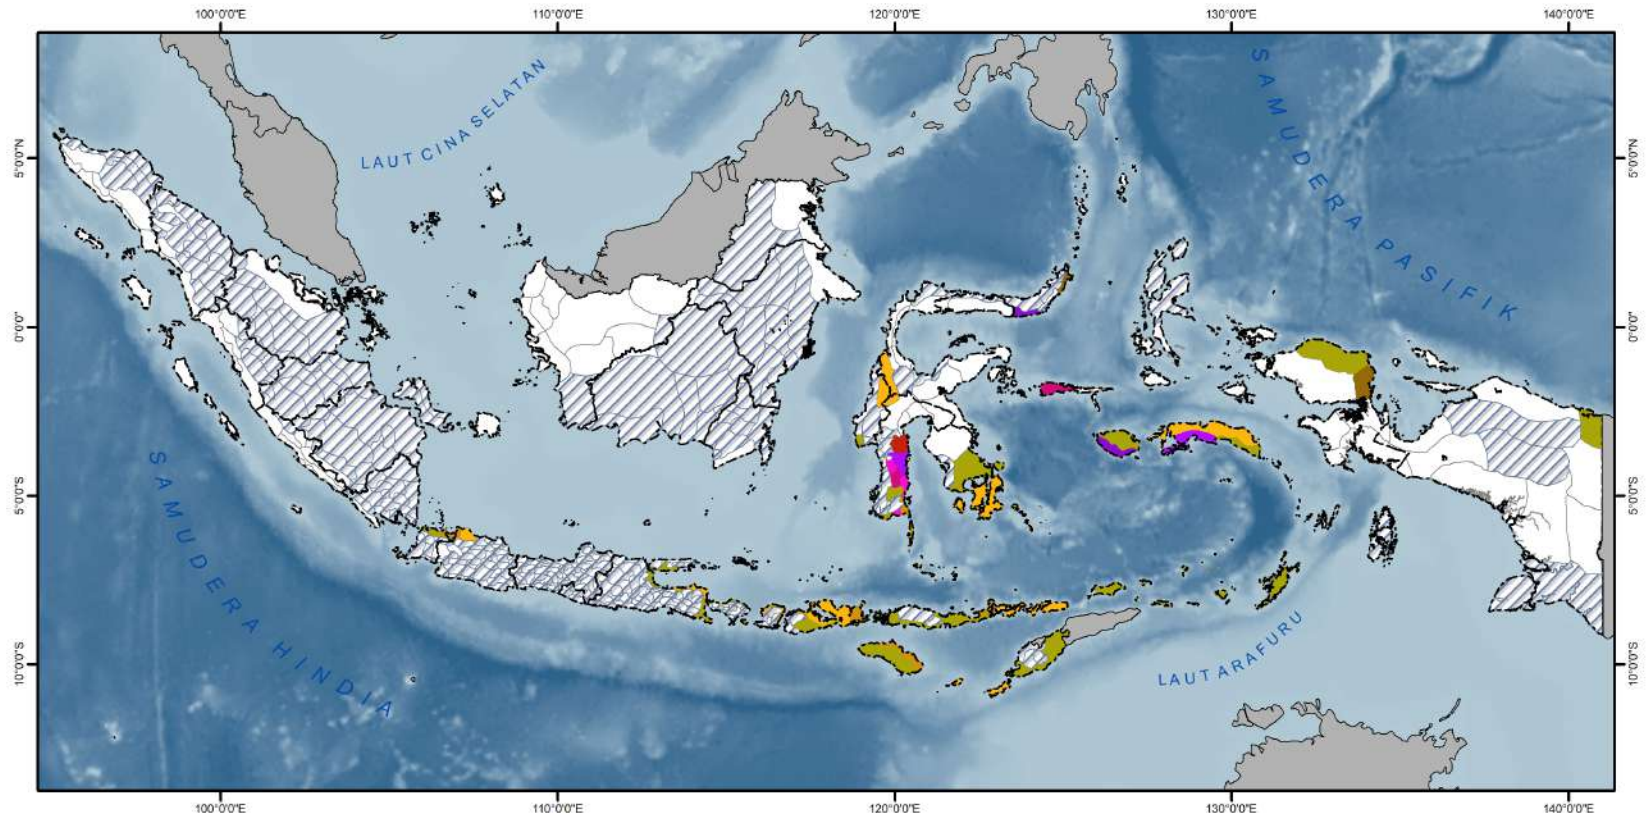 100°0'0"E 110°0'0"E 120°0'0"E 130°0'0"E 140°0'0"E
LAUT CINA SELATAN
SAMUDERA PASIFIK
5°0'0"N 5°0'0"N
0°0'0" 0°0'0"
5°0'0"S 5°0'0"S
SAMUDERA HINDIA
10°0'0"S 10°0'0"S
LAUT ARAFURU
100°0'0"E 110°0'0"E 120°0'0"E 130°0'0"E 140°0'0"E